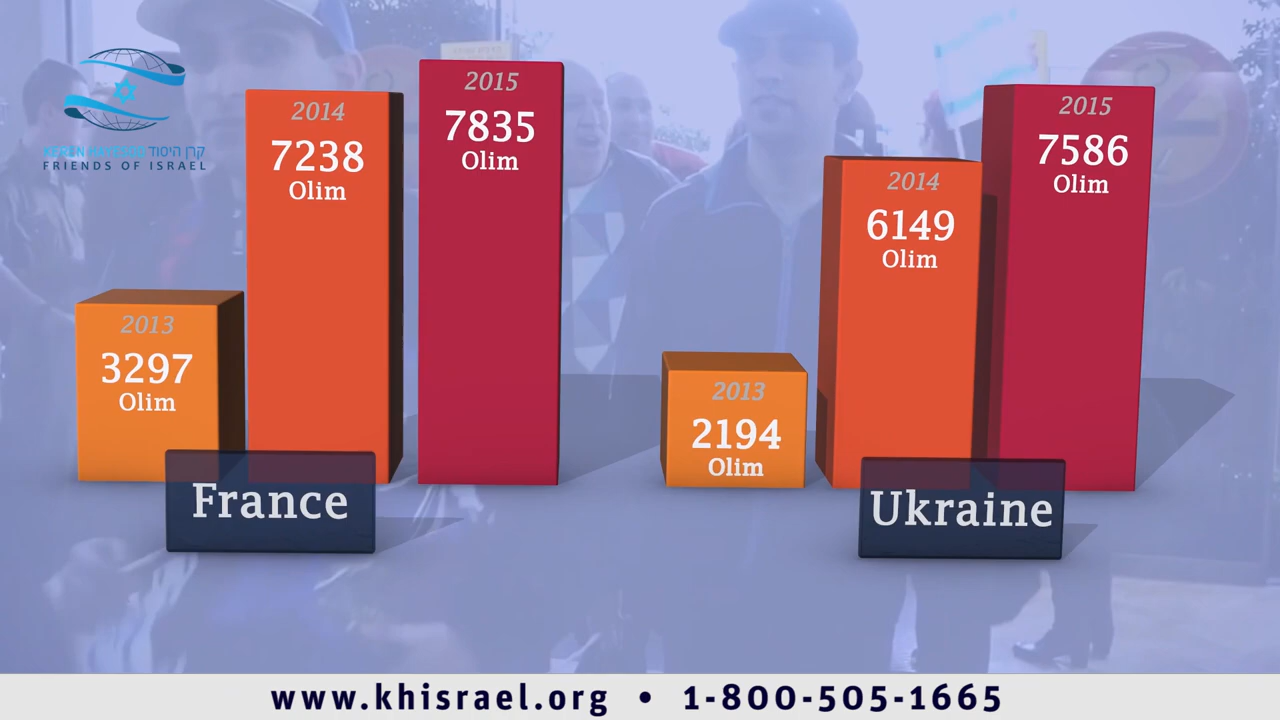 KEREN HAYESOD קרן היסוד
FRIENDS OF ISRAEL
2013
3297
Olim
2014
7238
Olim
2015
7835
Olim
France
2013
2194
Olim
2014
6149
Olim
2015
7586
Olim
Ukraine
www.khisrael.org • 1-800-505-1665